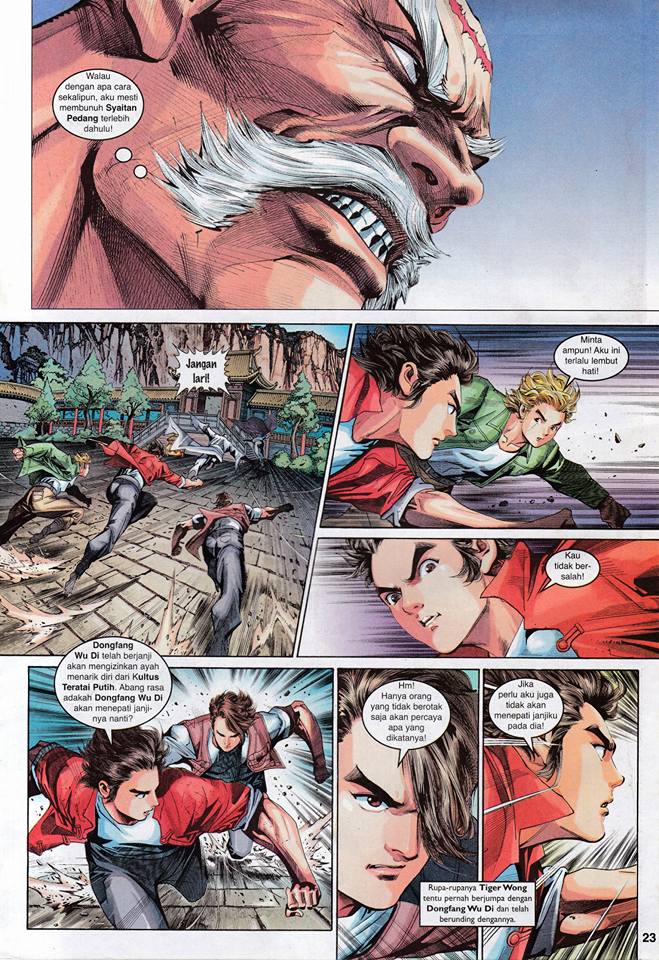 Walau
dengan apa cara
sekalipun, aku mesti
membunuh Syaitan
Pedang terlebih
dahulu!
Jangan
lari!
Minta
ampun! Aku ini
terlalu lembut
hati!
Kau
tidak ber-
salah!
Dongfang
Wu Di telah berjanji
akan mengizinkan ayah
menarik diri dari Kultus
Teratai Putih. Abang rasa
adakah Dongfang Wu Di
akan menepati janji-
nya nanti?
Hm!
Hanya orang
yang tidak berotak
saja akan percaya
apa yang
dikatanya!
Jika
perlu aku juga
tidak akan
menepati janjiku
pada dia!
Rupa-rupanya Tiger Wong
tentu pernah berjumpa dengan
Dongfang Wu Di dan telah
berunding dengannya.
23